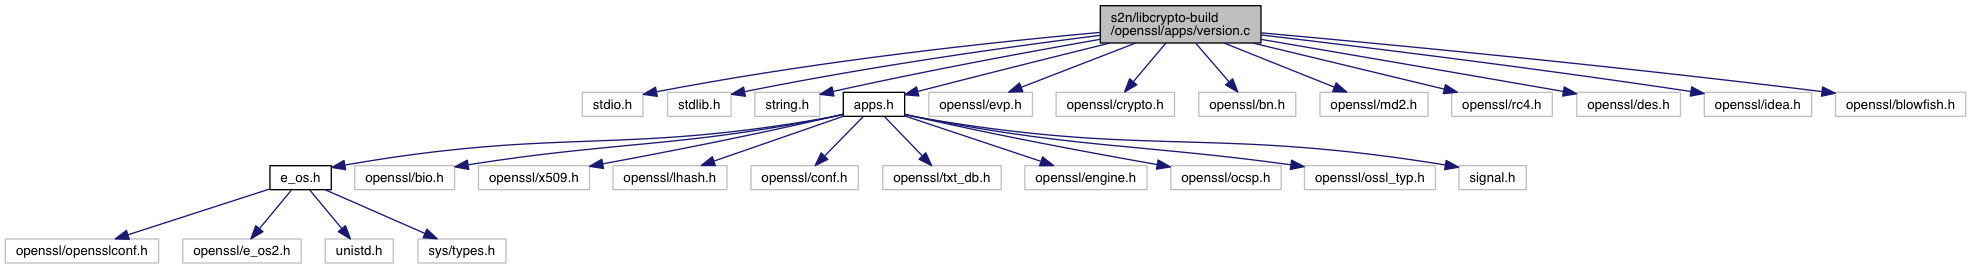 s2n/libcrypto-build
/openssl/apps/version.c
stdio.h
stdlib.h
string.h
apps.h
openssl/evp.h
openssl/crypto.h
openssl/bn.h
openssl/md2.h
openssl/rc4.h
openssl/des.h
openssl/idea.h
openssl/blowfish.h
e_os.h
openssl/bio.h
openssl/x509.h
openssl/lhash.h
openssl/conf.h
openssl/txt_db.h
openssl/engine.h
openssl/ocsp.h
openssl/ossl_typ.h
signal.h
openssl/opensslconf.h
openssl/e_os2.h
unistd.h
sys/types.h